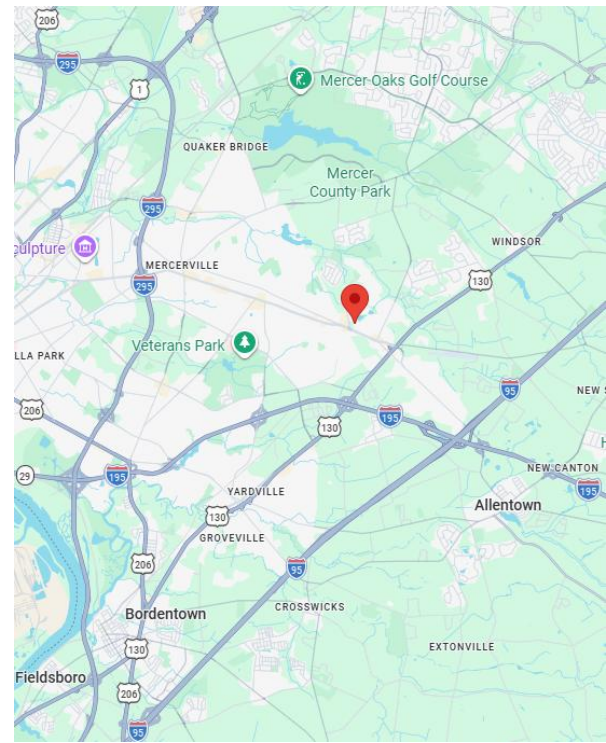 206
295
Mercer Oaks Golf Course
1
QUAKER BRIDGE
Mercer
County Park
295
WINDSOR
culpture
MERCERVILLE
130
295
Veterans Park
LLA PARK
95
NEW S
206
130
195
29
195
NEW CANTON
195
YARDVILLE
Allentown
130
GROVEVILLE
206
95
CROSSWICKS
Bordentown
EXTONVILLE
130
Fieldsboro
206
95